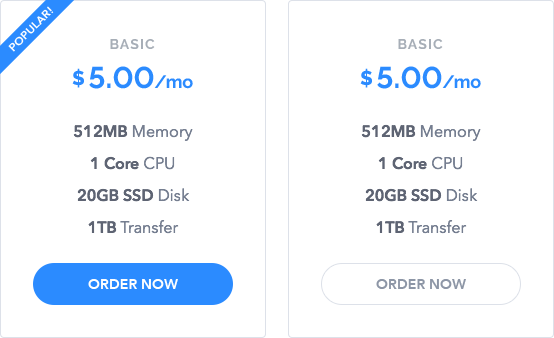 POPULAR!
BASIC
$5.00/mo
512MB Memory
1 Core CPU
20GB SSD Disk
1TB Transfer
ORDER NOW
BASIC
$5.00/mo
512MB Memory
1 Core CPU
20GB SSD Disk
1TB Transfer
ORDER NOW